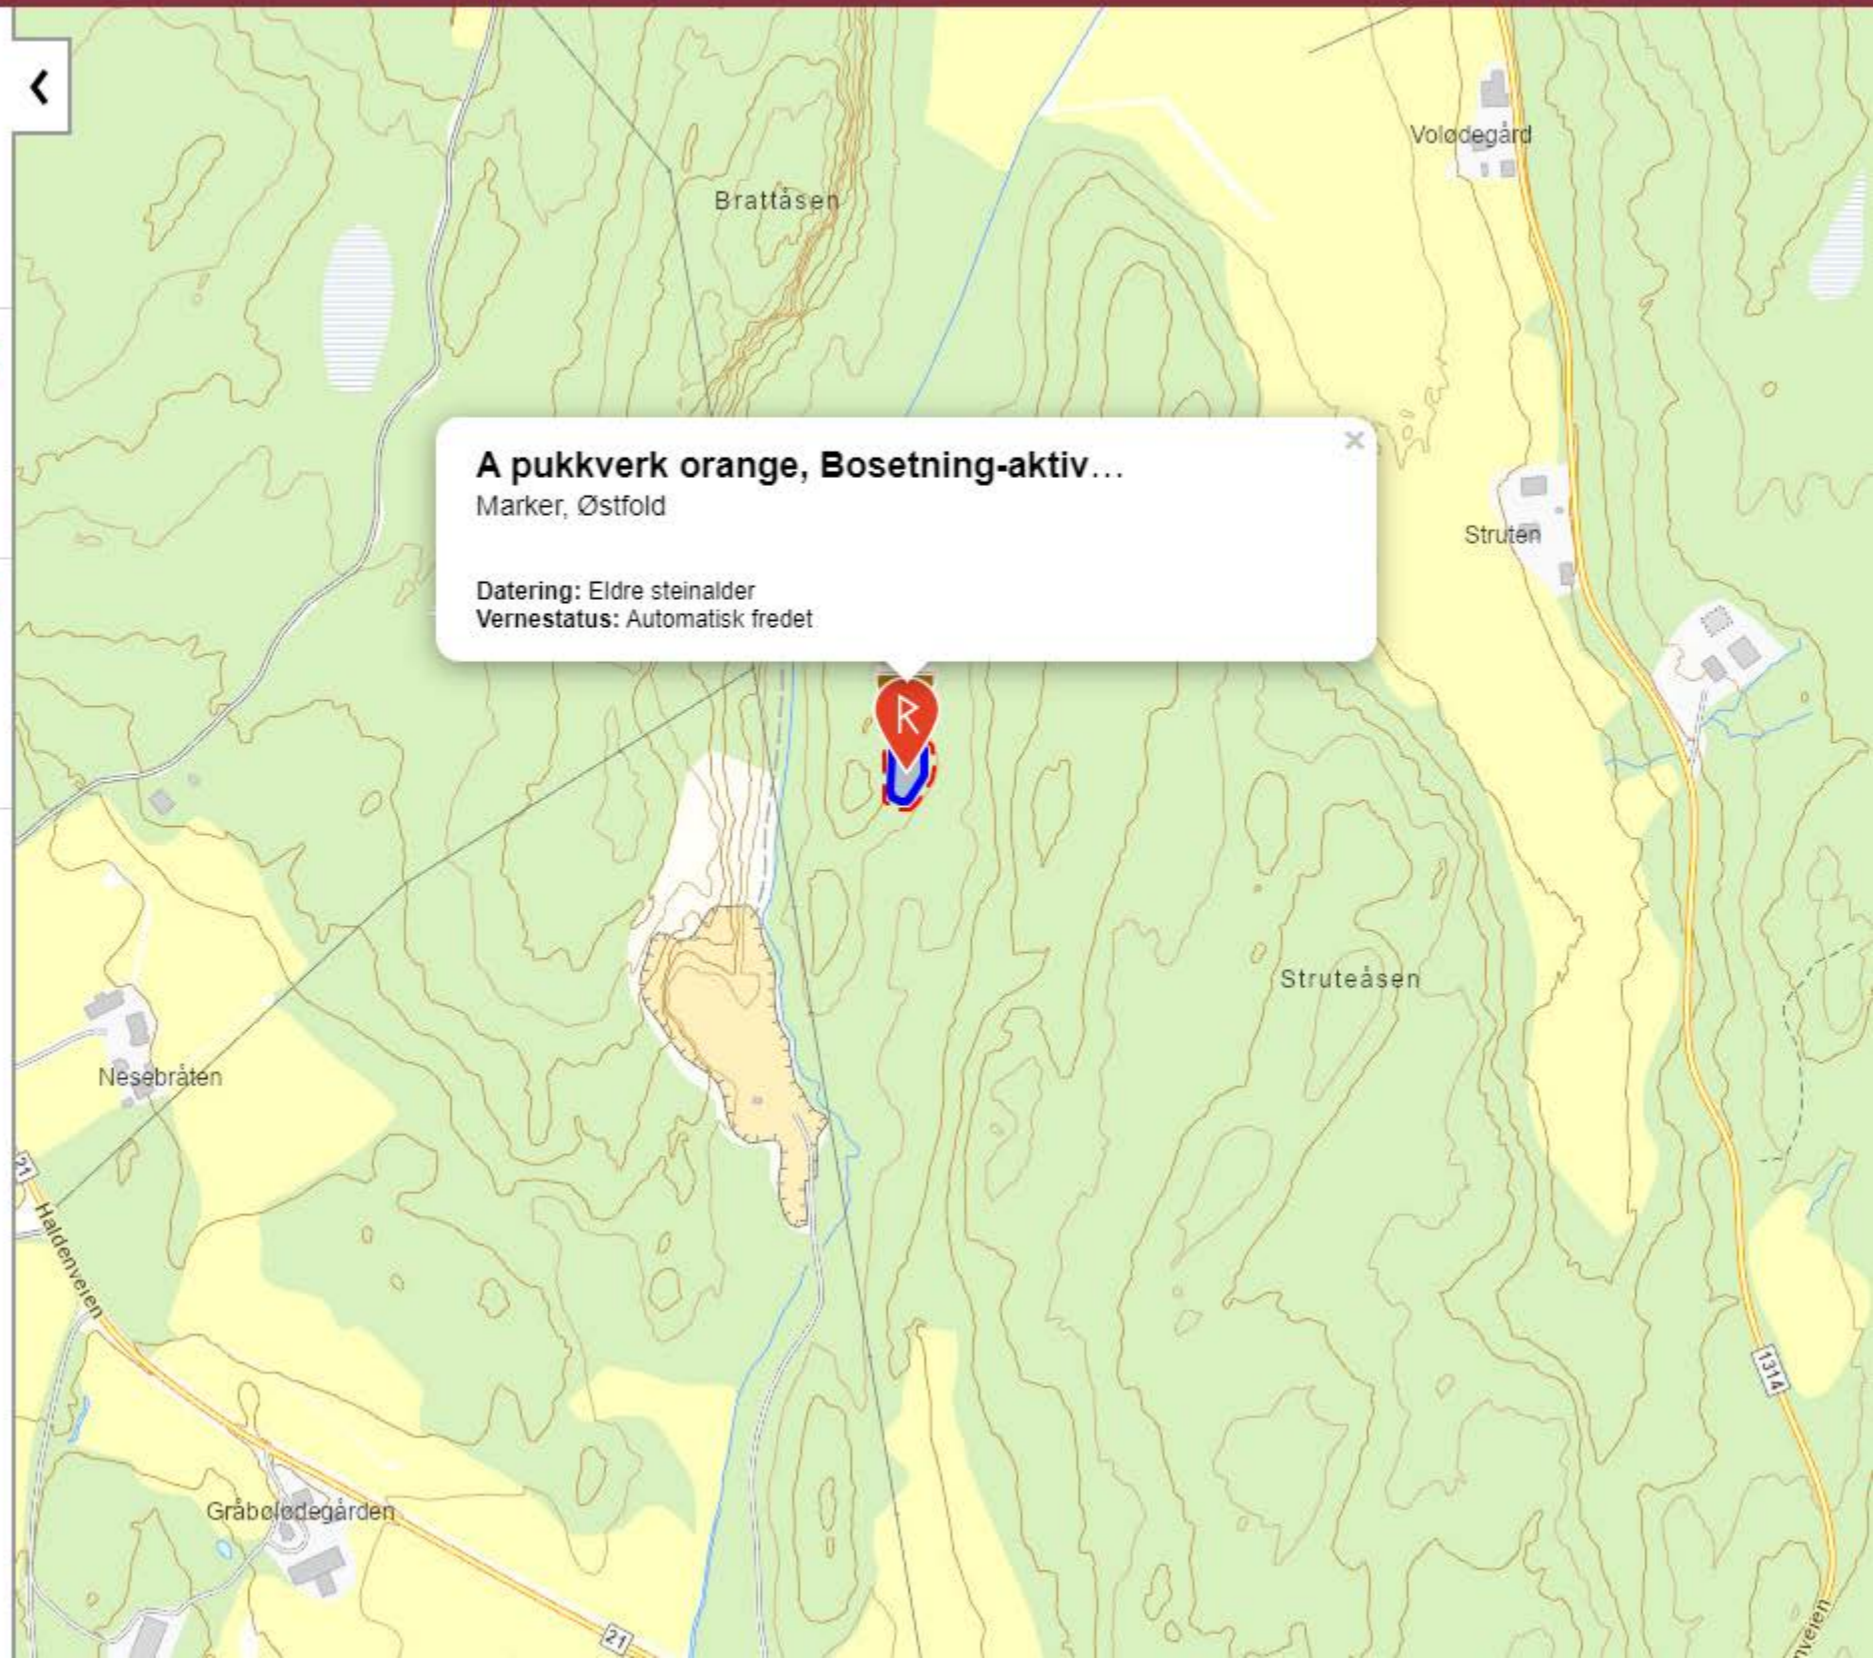 Volødegård
Brattåsen
A pukkverk orange, Bosetning-aktiv...
Marker, Østfold
Datering: Eldre steinalder
Vernestatus: Automatisk fredet
Struten
R
Struteåsen
Nesebråten
21
Haldenveien
1314
Gråbølødegården
21